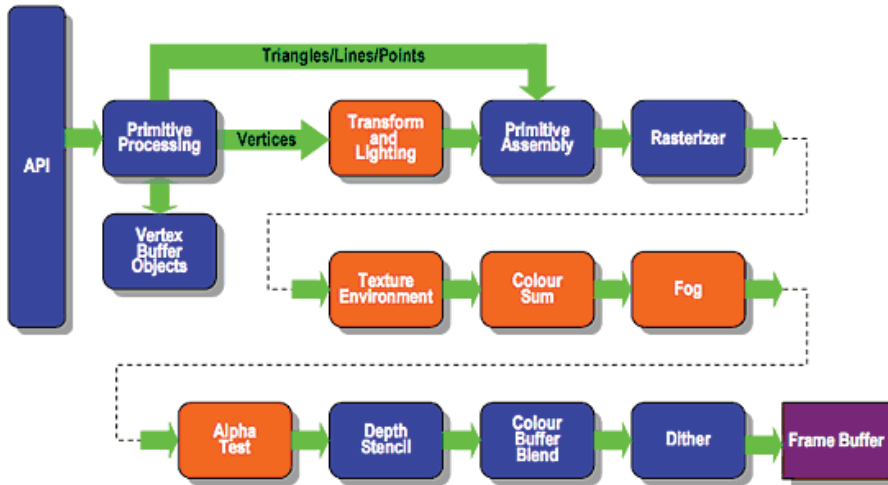 Triangles/Lines/Points
API
Primitive
Processing
Vertices
Transform
and
Lighting
Primitive
Assembly
Rasterizer
Vertex
Buffer
Objects
Texture
Environment
Colour
Sum
Fog
Alpha
Test
Depth
Stencil
Colour
Buffer
Blend
Dither
Frame Buffer